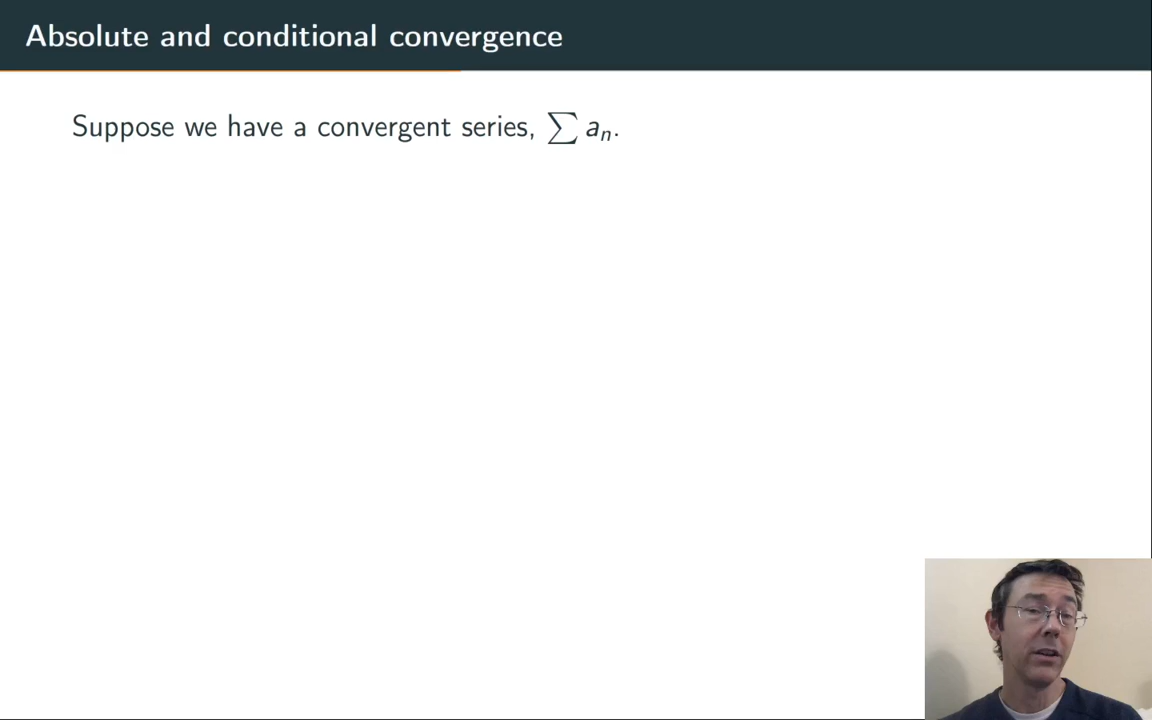 Absolute and conditional convergence
Suppose we have a convergent series, ∑ aₙ.